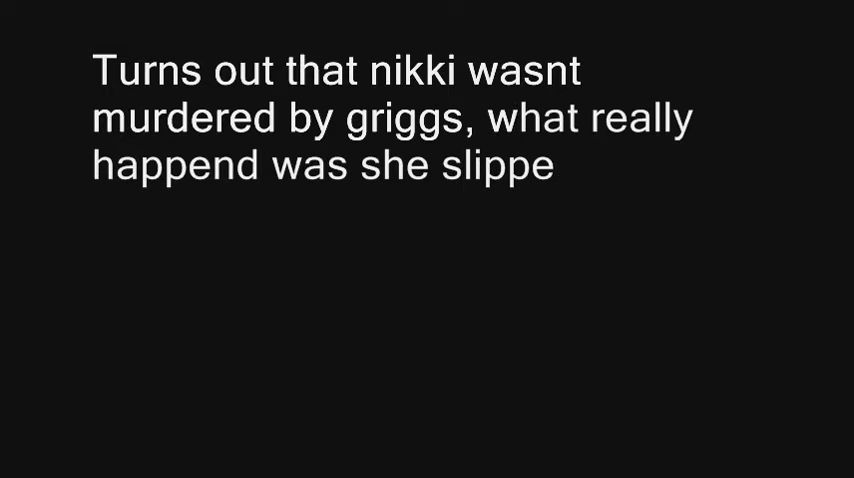 Turns out that nikki wasnt
murdered by griggs, what really
happend was she slippe